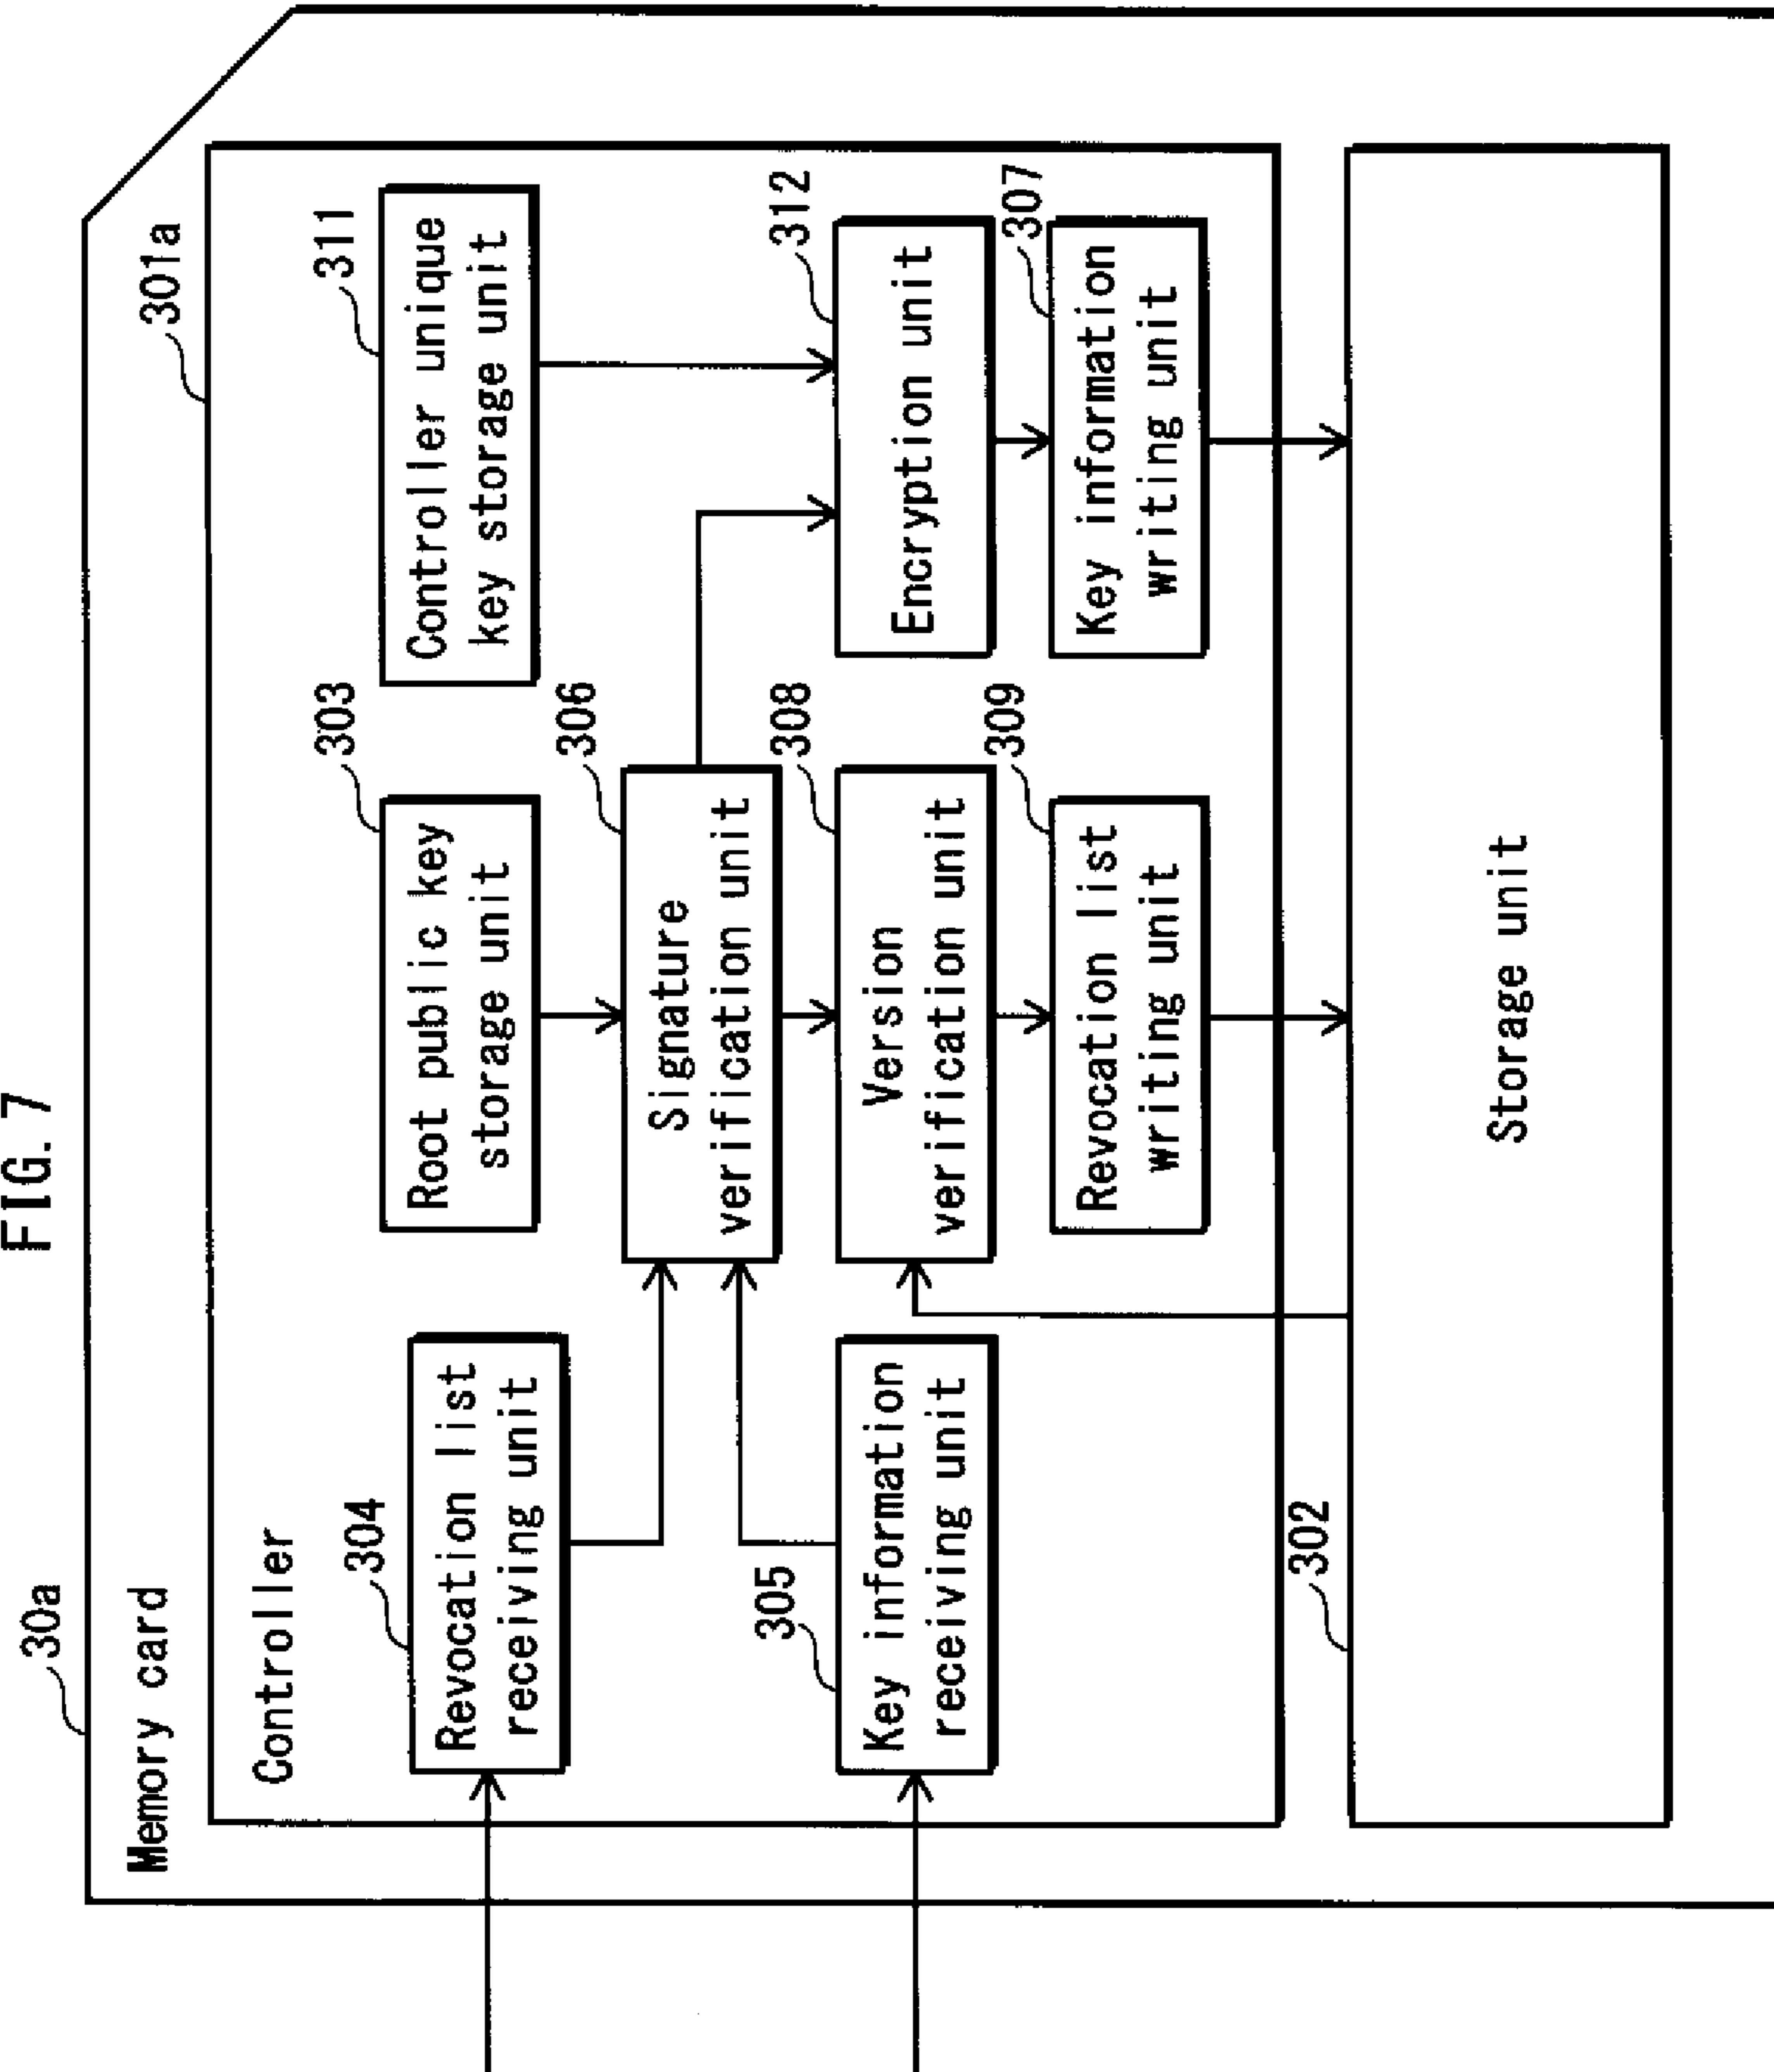 FIG. 7
30a
Memory card
301a
Controller
304
Revocation list
receiving unit
303
Root public key
storage unit
311
Controller unique
key storage unit
306
Signature
verification unit
305
Key information
receiving unit
308
Version
verification unit
312
Encryption unit
309
Revocation list
writing unit
307
Key information
writing unit
302
Storage unit